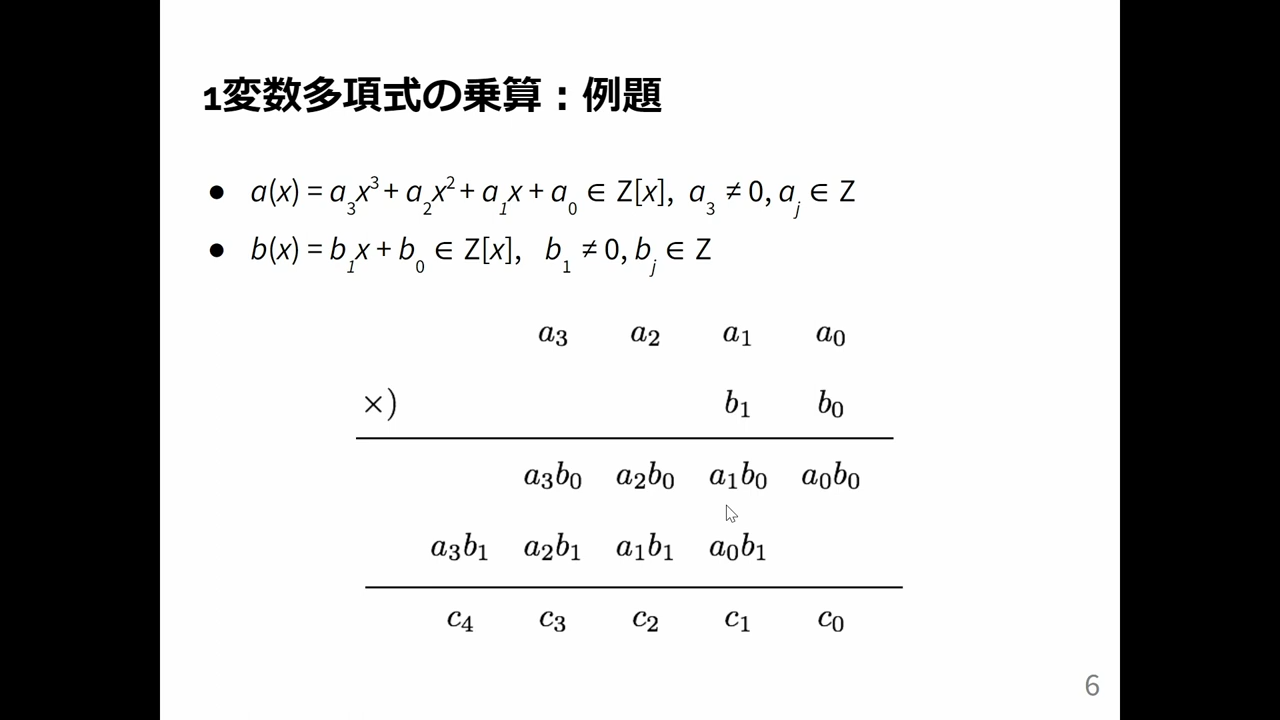 1変数多項式の乗算：例題
● a(x) = a₃x³ + a₂x² + a₁x + a₀ ∈ Z[x], a₃ ≠ 0, aⱼ ∈ Z
● b(x) = b₁x + b₀ ∈ Z[x], b₁ ≠ 0, bⱼ ∈ Z
a₃ a₂ a₁ a₀
×) b₁ b₀
a₃b₀ a₂b₀ a₁b₀ a₀b₀
a₃b₁ a₂b₁ a₁b₁ a₀b₁
c₄ c₃ c₂ c₁ c₀
6